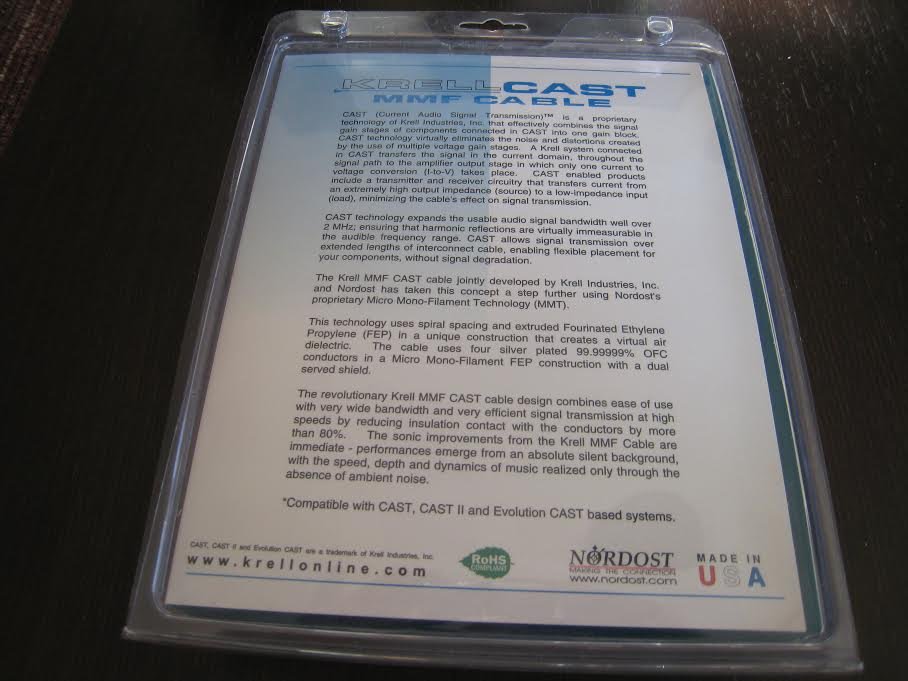 KRELL CAST
MMF CABLE
CAST (Current Audio Signal Transmission)™ is a proprietary
technology of Krell Industries, Inc. that effectively combines the signal
gain stages of components connected in CAST into one gain block.
CAST technology virtually eliminates the noise and distortions created
by the use of multiple voltage gain stages. A Krell system connected
in CAST transfers the signal in the current domain, throughout the
signal path to the amplifier output stage in which only one current to
voltage conversion (I-to-V) takes place. CAST enabled products
include a transmitter and receiver circuitry that transfers current from
an extremely high output impedance (source) to a low-impedance input
(load), minimizing the cable's effect on signal transmission.
CAST technology expands the usable audio signal bandwidth well over
2 MHz; ensuring that harmonic reflections are virtually immeasurable in
the audible frequency range. CAST allows signal transmission over
extended lengths of interconnect cable, enabling flexible placement for
your components, without signal degradation.
The Krell MMF CAST cable jointly developed by Krell Industries, Inc.
and Nordost has taken this concept a step further using Nordost's
proprietary Micro Mono-Filament Technology (MMT).
This technology uses spiral spacing and extruded Fourinated Ethylene
Propylene (FEP) in a unique construction that creates a virtual air
dielectric. The cable uses four silver plated 99.99999% OFC
conductors in a Micro Mono-Filament FEP construction with a dual
served shield.
The revolutionary Krell MMF CAST cable design combines ease of use
with very wide bandwidth and very efficient signal transmission at high
speeds by reducing insulation contact with the conductors by more
than 80%. The sonic improvements from the Krell MMF Cable are
immediate - performances emerge from an absolute silent background,
with the speed, depth and dynamics of music realized only through the
absence of ambient noise.
*Compatible with CAST, CAST II and Evolution CAST based systems.
CAST, CAST II and Evolution CAST are a trademark of Krell Industries, Inc.
www.krellonline.com
RoHS
COMPLIANT
NORDOST
MAKING THE CONNECTION
www.nordost.com
MADE IN
USA